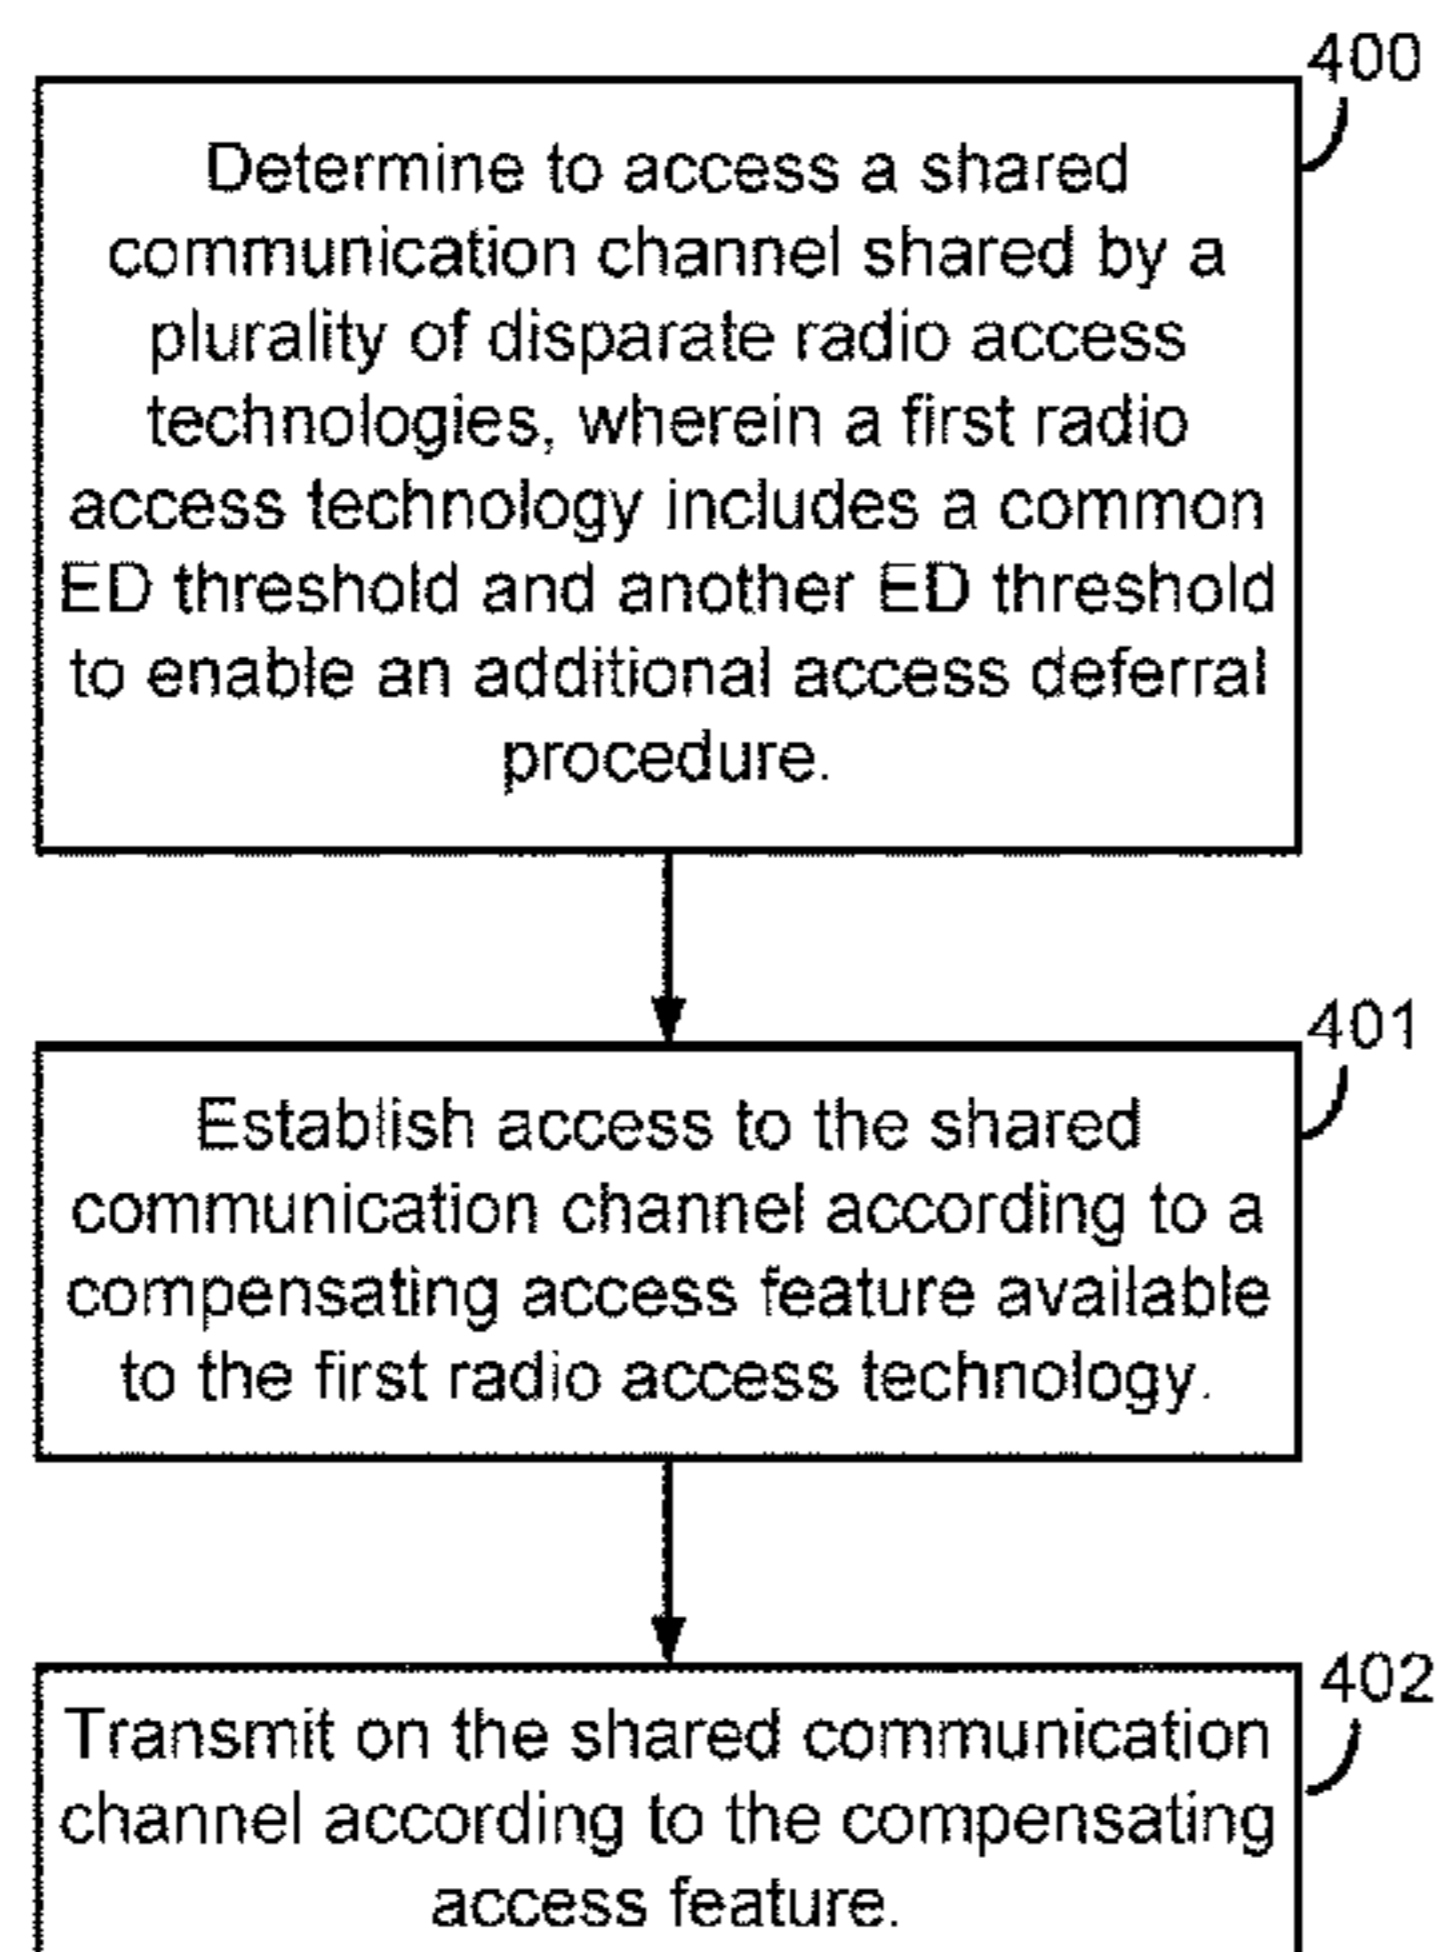 400
Determine to access a shared
communication channel shared by a
plurality of disparate radio access
technologies, wherein a first radio
access technology includes a common
ED threshold and another ED threshold
to enable an additional access deferral
procedure.
401
Establish access to the shared
communication channel according to a
compensating access feature available
to the first radio access technology.
402
Transmit on the shared communication
channel according to the compensating
access feature.